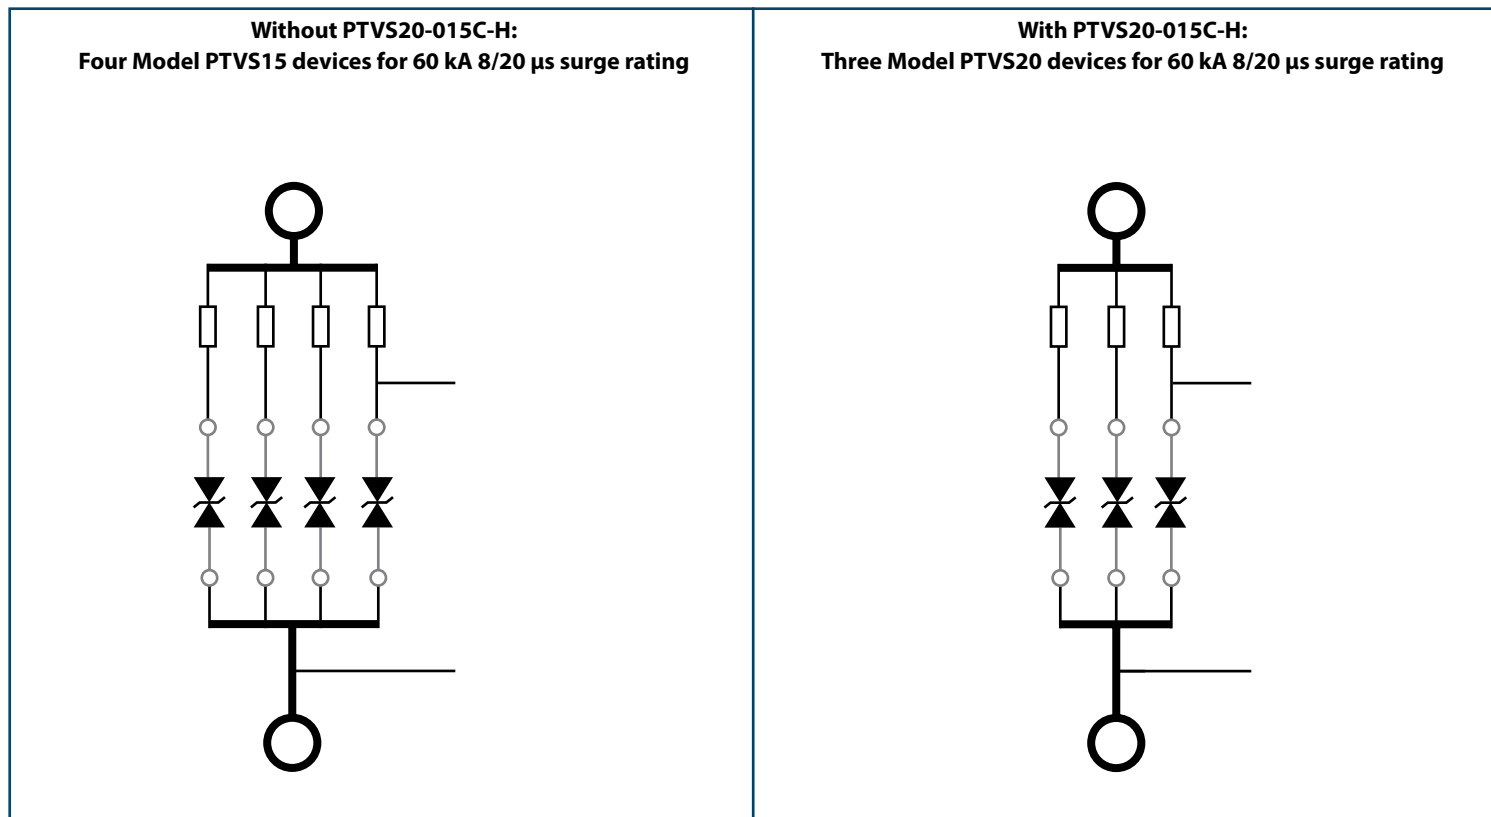 Without PTVS20-015C-H:
Four Model PTVS15 devices for 60 kA 8/20 µs surge rating
With PTVS20-015C-H:
Three Model PTVS20 devices for 60 kA 8/20 µs surge rating